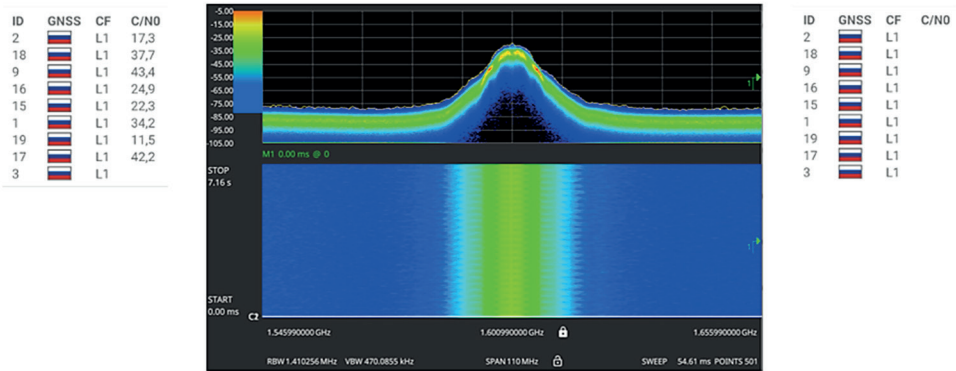 ID GNSS CF C/N0
2 L1 17,3
18 L1 37,7
9 L1 43,4
16 L1 24,9
15 L1 22,3
1 L1 34,2
19 L1 11,5
17 L1 42,2
3 L1
-5.00
-15.00
-25.00
-35.00
-45.00
-55.00
-65.00
-75.00
-85.00
-95.00
-105.00
1
M1 0.00 ms @ 0
STOP
7.16 s
1
START
0.00 ms
C2
1.545990000 GHz 1.600990000 GHz 1.655990000 GHz
RBW 1.410256 MHz VBW 470.0855 kHz SPAN 110 MHz SWEEP 54.61 ms POINTS 501
ID GNSS CF C/N0
2 L1
18 L1
9 L1
16 L1
15 L1
1 L1
19 L1
17 L1
3 L1